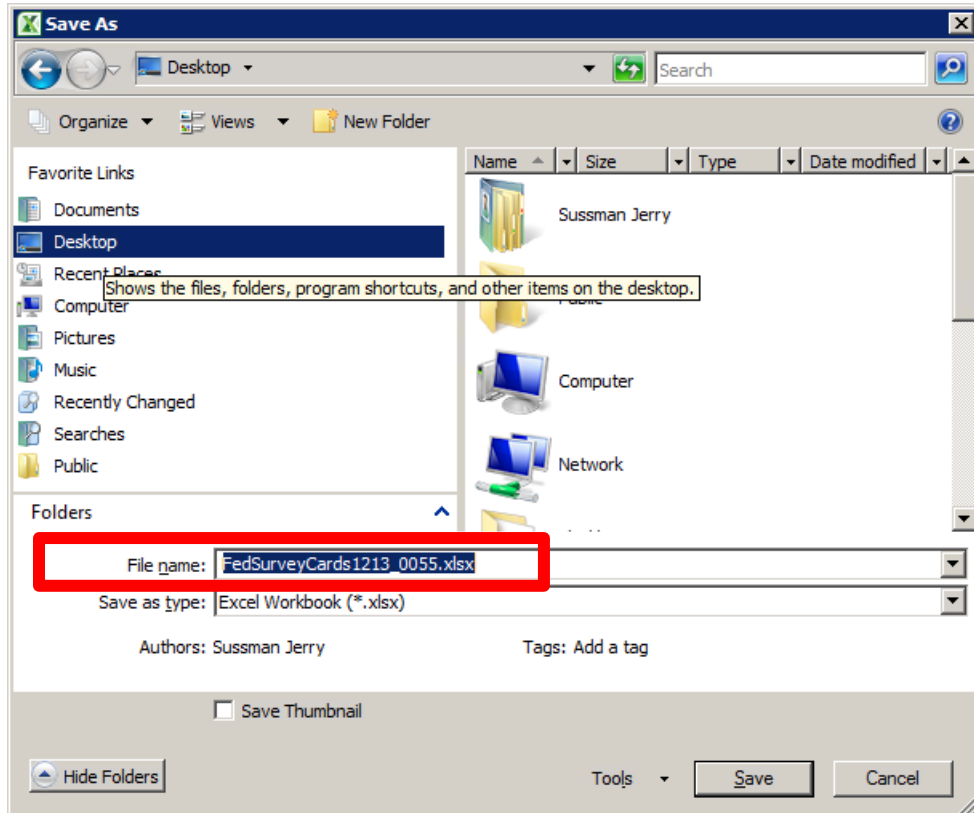 Save As
Desktop
Search
Organize Views New Folder
Favorite Links
Documents
Desktop
Recent Places
Shows the files, folders, program shortcuts, and other items on the desktop.
Computer
Pictures
Music
Recently Changed
Searches
Public
Folders
Name Size Type Date modified
Sussman Jerry
Public
Computer
Network
File name: FedSurveyCards1213_0055.xlsx
Save as type: Excel Workbook (*.xlsx)
Authors: Sussman Jerry Tags: Add a tag
Save Thumbnail
Hide Folders Tools Save Cancel